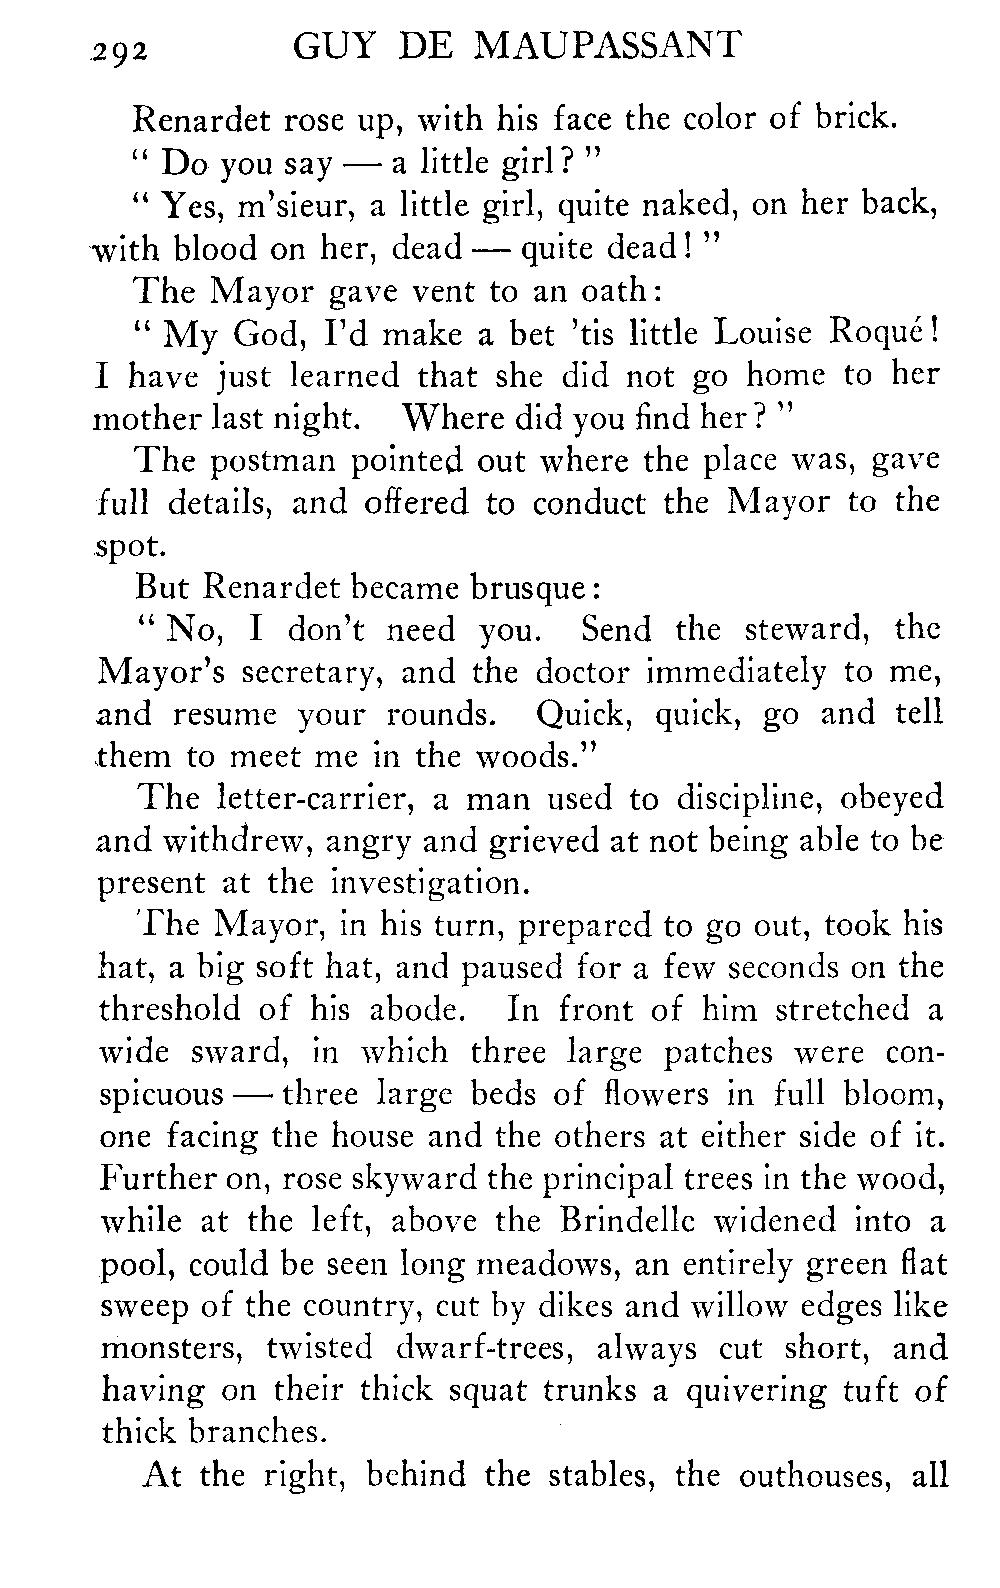 292 GUY DE MAUPASSANT
Renardet rose up, with his face the color of brick.
“ Do you say — a little girl? ”
“ Yes, m'sieur, a little girl, quite naked, on her back,
with blood on her, dead — quite dead! ”
The Mayor gave vent to an oath:
“ My God, I'd make a bet 'tis little Louise Roqué!
I have just learned that she did not go home to her
mother last night. Where did you find her? ”
The postman pointed out where the place was, gave
full details, and offered to conduct the Mayor to the
spot.
But Renardet became brusque:
“ No, I don't need you. Send the steward, the
Mayor's secretary, and the doctor immediately to me,
and resume your rounds. Quick, quick, go and tell
them to meet me in the woods.”
The letter-carrier, a man used to discipline, obeyed
and withdrew, angry and grieved at not being able to be
present at the investigation.
The Mayor, in his turn, prepared to go out, took his
hat, a big soft hat, and paused for a few seconds on the
threshold of his abode. In front of him stretched a
wide sward, in which three large patches were con-
spicuous — three large beds of flowers in full bloom,
one facing the house and the others at either side of it.
Further on, rose skyward the principal trees in the wood,
while at the left, above the Brindelle widened into a
pool, could be seen long meadows, an entirely green flat
sweep of the country, cut by dikes and willow edges like
monsters, twisted dwarf-trees, always cut short, and
having on their thick squat trunks a quivering tuft of
thick branches.
At the right, behind the stables, the outhouses, all